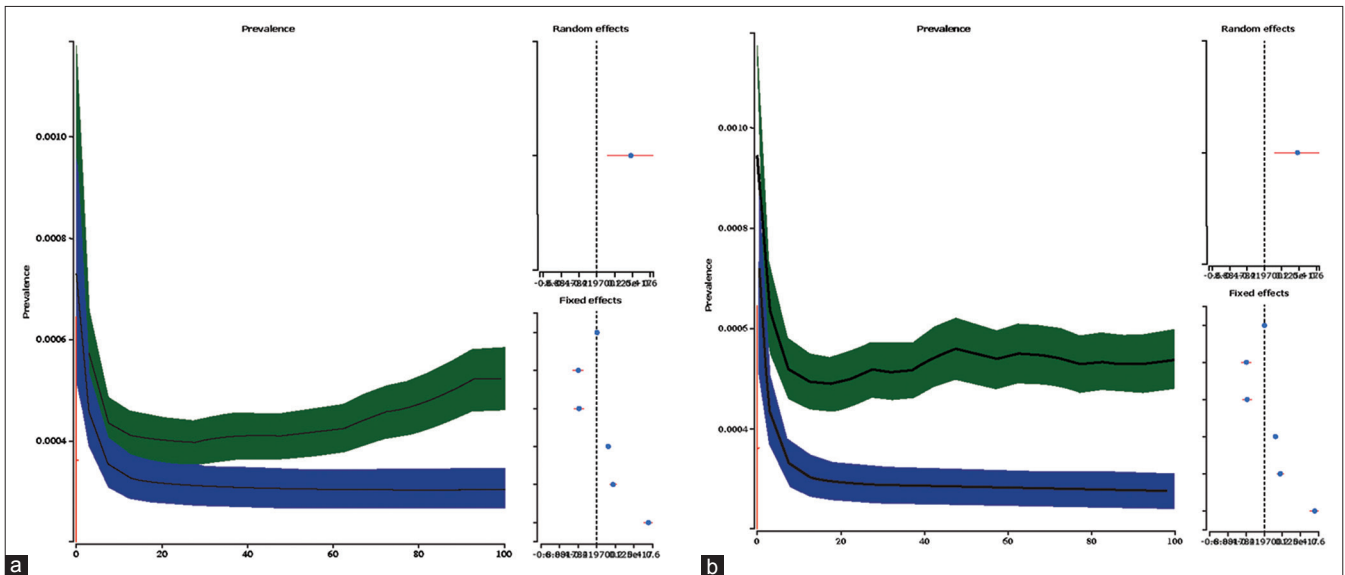 Prevalence
Random effects
0.0010
0.0008
0.0006
0.0004
Prevalence
Fixed effects
0 20 40 60 80 100
a
Prevalence
Random effects
0.0010
0.0008
0.0004
Prevalence
Fixed effects
0 20 40 60 80 100
b